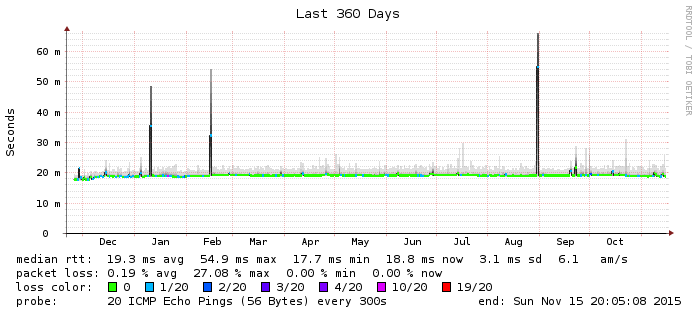 Last 360 Days
RRDTOOL / TOBI OETIKER
Seconds
60 m
50 m
40 m
30 m
20 m
10 m
0
Dec Jan Feb Mar Apr May Jun Jul Aug Sep Oct
median rtt: 19.3 ms avg 54.9 ms max 17.7 ms min 18.8 ms now 3.1 ms sd 6.1 am/s
packet loss: 0.19 % avg 27.08 % max 0.00 % min 0.00 % now
loss color: 0 1/20 2/20 3/20 4/20 10/20 19/20
probe: 20 ICMP Echo Pings (56 Bytes) every 300s end: Sun Nov 15 20:05:08 2015